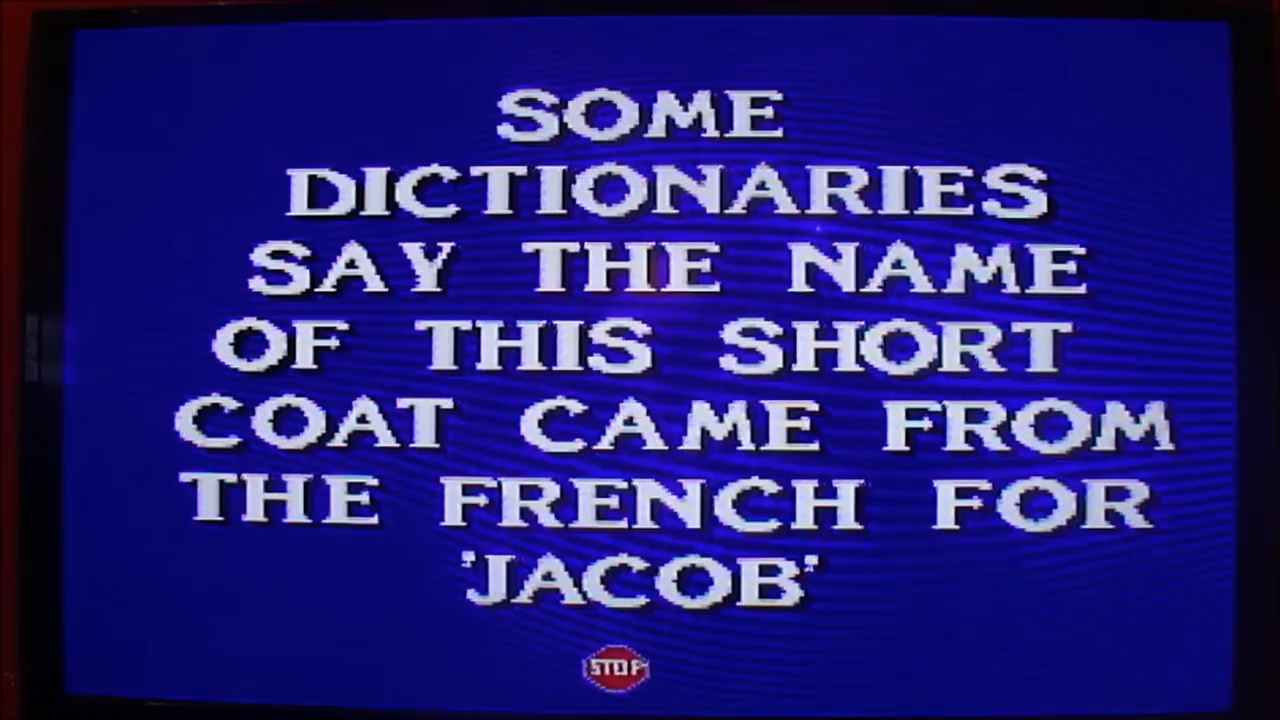 SOME
DICTIONARIES
SAY THE NAME
OF THIS SHORT
COAT CAME FROM
THE FRENCH FOR
'JACOB'
STOP